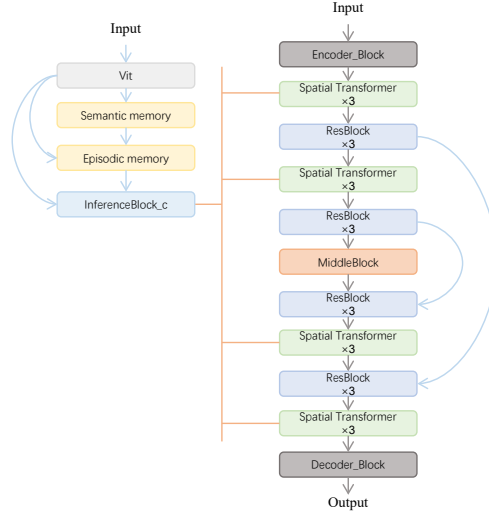 Input
Vit
Semantic memory
Episodic memory
InferenceBlock_c
Input
Encoder_Block
Spatial Transformer
×3
ResBlock
×3
Spatial Transformer
×3
ResBlock
×3
MiddleBlock
ResBlock
×3
Spatial Transformer
×3
ResBlock
×3
Spatial Transformer
×3
Decoder_Block
Output